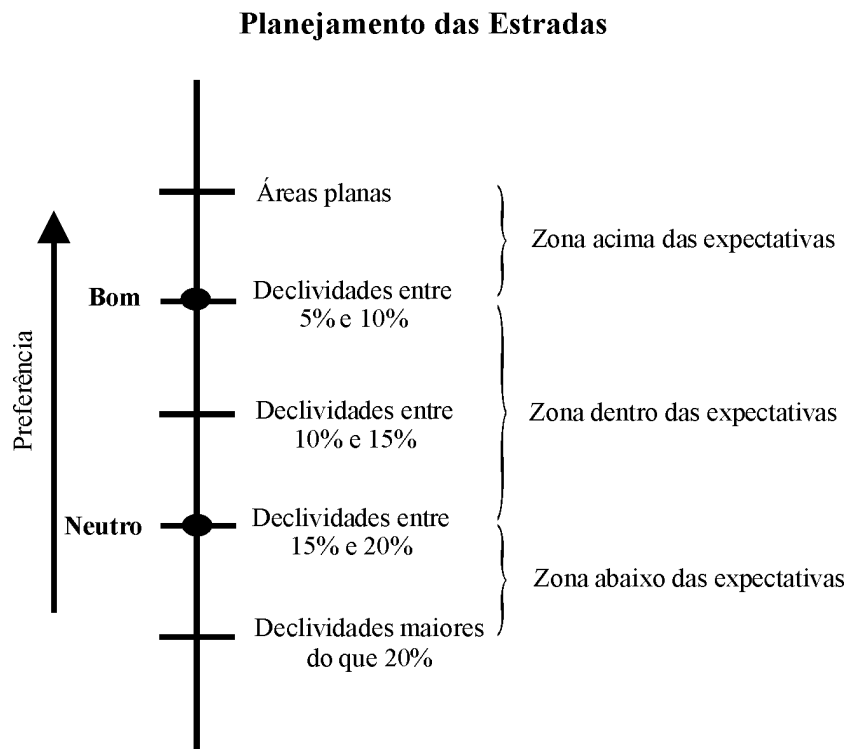 Planejamento das Estradas
Áreas planas
Zona acima das expectativas
Bom
Declividades entre
5% e 10%
Preferência
Declividades entre
10% e 15%
Zona dentro das expectativas
Neutro
Declividades entre
15% e 20%
Zona abaixo das expectativas
Declividades maiores
do que 20%